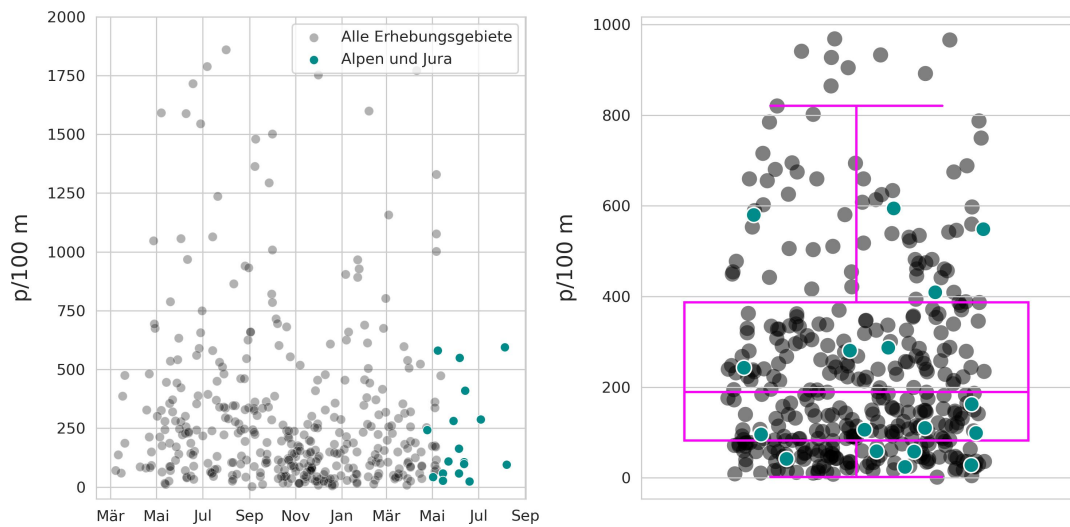 p/100 m
2000
1750
1500
1250
1000
750
500
250
0
Mär
Mai
Jul
Sep
Nov
Jan
Mär
Mai
Jul
Sep
Alle Erhebungsgebiete
Alpen und Jura
p/100 m
1000
800
600
400
200
0